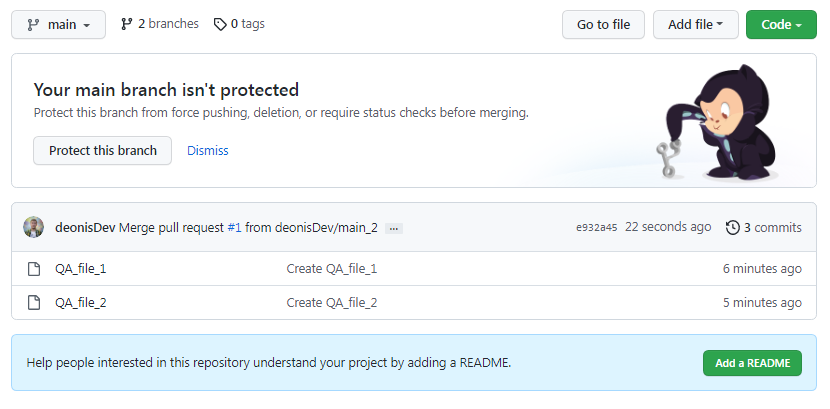 main 2 branches 0 tags Go to file Add file Code
Your main branch isn't protected
Protect this branch from force pushing, deletion, or require status checks before merging.
Protect this branch Dismiss
deonisDev Merge pull request #1 from deonisDev/main_2 ... e932a45 22 seconds ago 3 commits
QA_file_1 Create QA_file_1 6 minutes ago
QA_file_2 Create QA_file_2 5 minutes ago
Help people interested in this repository understand your project by adding a README. Add a README